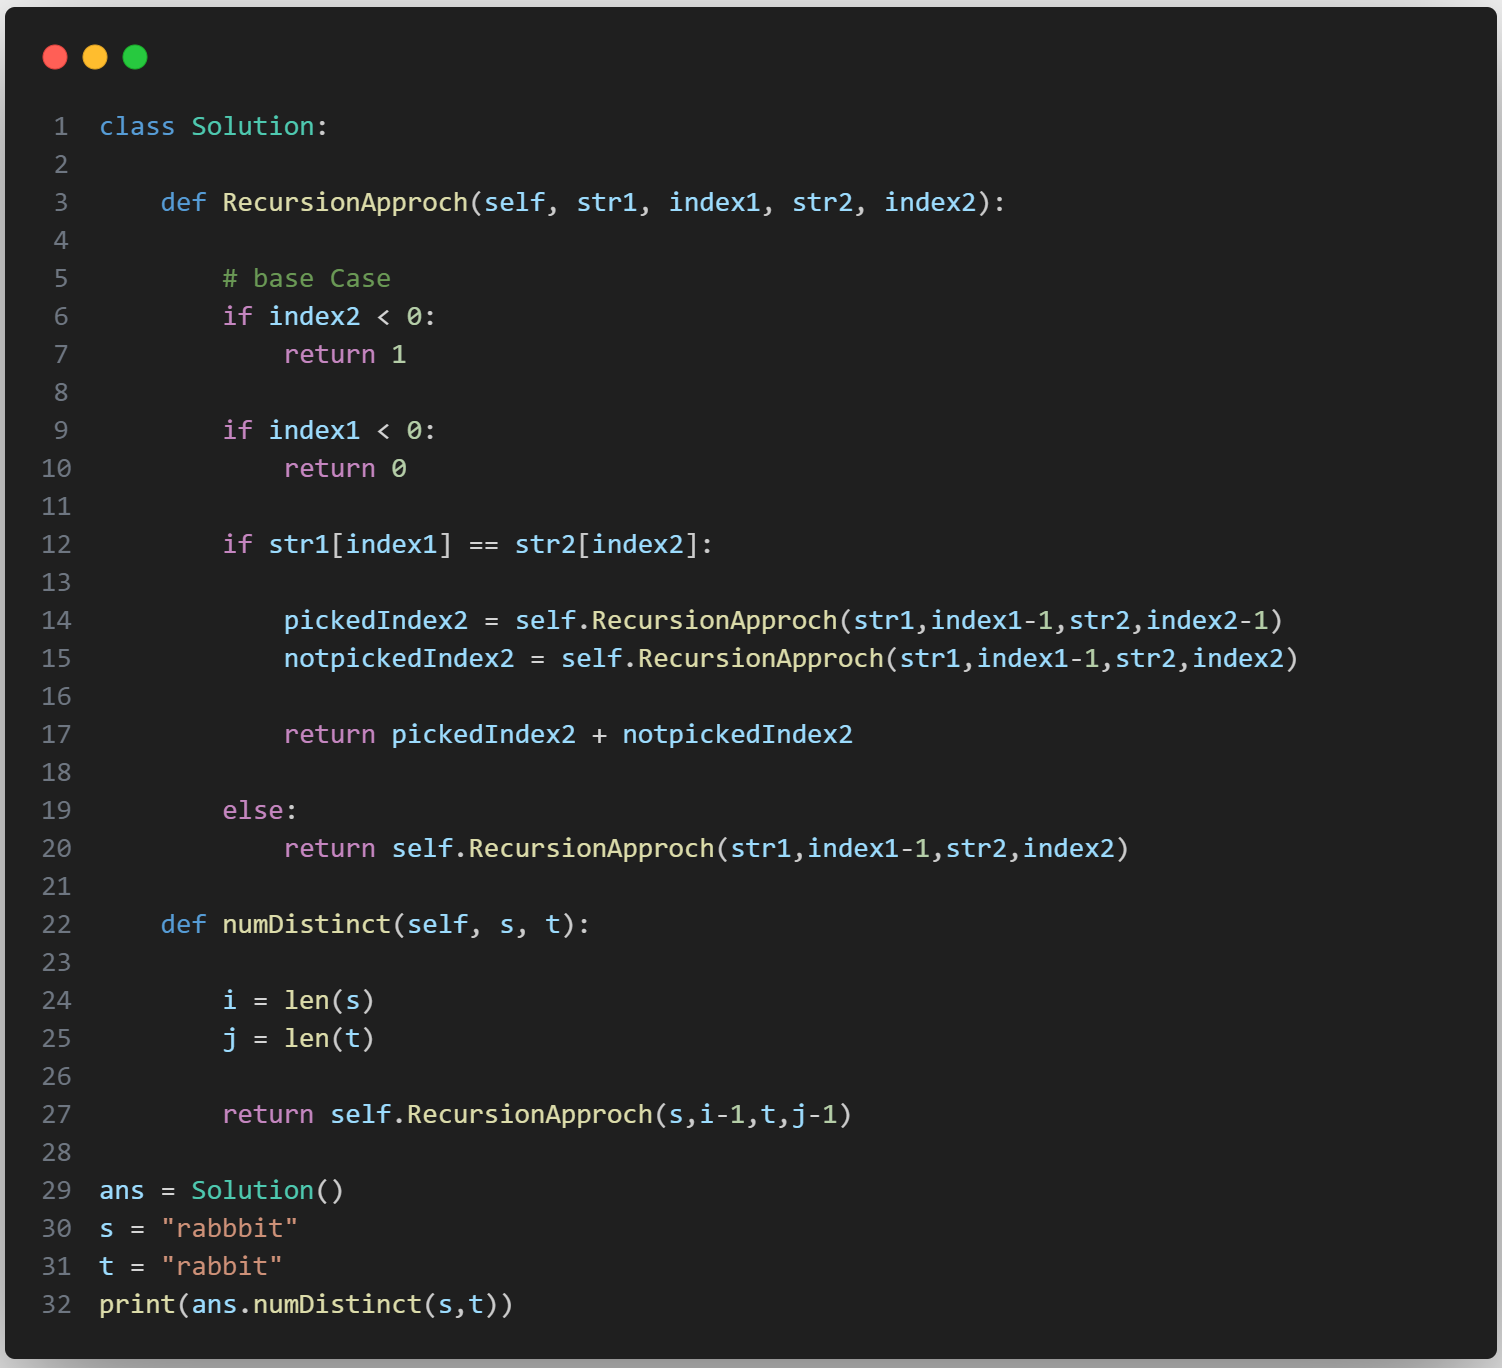 1 class Solution:
2
3     def RecursionApproch(self, str1, index1, str2, index2):
4
5         # base Case
6         if index2 < 0:
7             return 1
8
9         if index1 < 0:
10             return 0
11
12         if str1[index1] == str2[index2]:
13
14             pickedIndex2 = self.RecursionApproch(str1,index1-1,str2,index2-1)
15             notpickedIndex2 = self.RecursionApproch(str1,index1-1,str2,index2)
16
17             return pickedIndex2 + notpickedIndex2
18
19         else:
20             return self.RecursionApproch(str1,index1-1,str2,index2)
21
22     def numDistinct(self, s, t):
23
24         i = len(s)
25         j = len(t)
26
27         return self.RecursionApproch(s,i-1,t,j-1)
28
29 ans = Solution()
30 s = "rabbbit"
31 t = "rabbit"
32 print(ans.numDistinct(s,t))